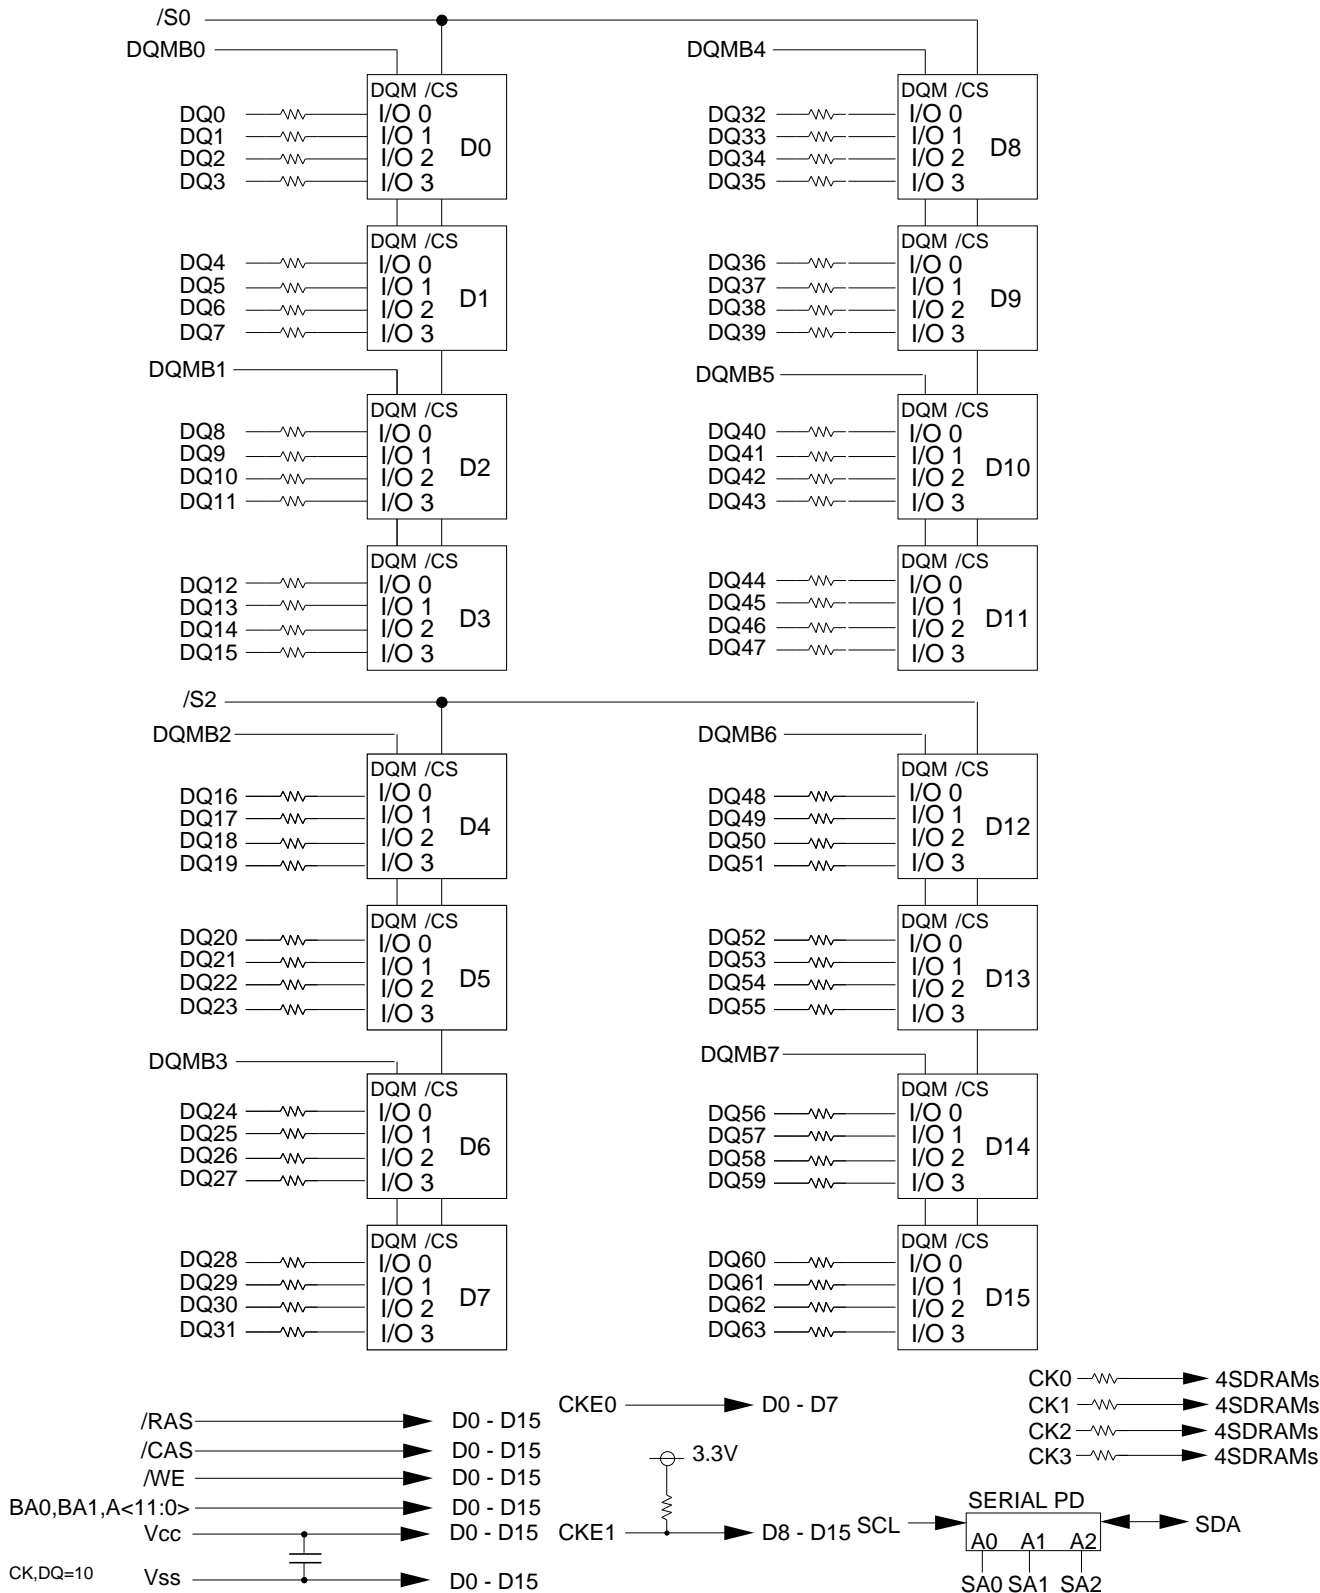 /S0
DQMB0
DQM /CS
DQ0 I/O 0
DQ1 I/O 1
DQ2 I/O 2
DQ3 I/O 3
D0
DQM /CS
DQ4 I/O 0
DQ5 I/O 1
DQ6 I/O 2
DQ7 I/O 3
D1
DQMB1
DQM /CS
DQ8 I/O 0
DQ9 I/O 1
DQ10 I/O 2
DQ11 I/O 3
D2
DQM /CS
DQ12 I/O 0
DQ13 I/O 1
DQ14 I/O 2
DQ15 I/O 3
D3
DQMB4
DQM /CS
DQ32 I/O 0
DQ33 I/O 1
DQ34 I/O 2
DQ35 I/O 3
D8
DQM /CS
DQ36 I/O 0
DQ37 I/O 1
DQ38 I/O 2
DQ39 I/O 3
D9
DQMB5
DQM /CS
DQ40 I/O 0
DQ41 I/O 1
DQ42 I/O 2
DQ43 I/O 3
D10
DQM /CS
DQ44 I/O 0
DQ45 I/O 1
DQ46 I/O 2
DQ47 I/O 3
D11
/S2
DQMB2
DQM /CS
DQ16 I/O 0
DQ17 I/O 1
DQ18 I/O 2
DQ19 I/O 3
D4
DQM /CS
DQ20 I/O 0
DQ21 I/O 1
DQ22 I/O 2
DQ23 I/O 3
D5
DQMB3
DQM /CS
DQ24 I/O 0
DQ25 I/O 1
DQ26 I/O 2
DQ27 I/O 3
D6
DQM /CS
DQ28 I/O 0
DQ29 I/O 1
DQ30 I/O 2
DQ31 I/O 3
D7
DQMB6
DQM /CS
DQ48 I/O 0
DQ49 I/O 1
DQ50 I/O 2
DQ51 I/O 3
D12
DQM /CS
DQ52 I/O 0
DQ53 I/O 1
DQ54 I/O 2
DQ55 I/O 3
D13
DQMB7
DQM /CS
DQ56 I/O 0
DQ57 I/O 1
DQ58 I/O 2
DQ59 I/O 3
D14
DQM /CS
DQ60 I/O 0
DQ61 I/O 1
DQ62 I/O 2
DQ63 I/O 3
D15
/RAS D0 - D15
/CAS D0 - D15
/WE D0 - D15
BA0,BA1,A<11:0> D0 - D15
Vcc D0 - D15
CK,DQ=10 Vss D0 - D15
CKE0 D0 - D7
3.3V
CKE1 D8 - D15
CK0 4SDRAMs
CK1 4SDRAMs
CK2 4SDRAMs
CK3 4SDRAMs
SERIAL PD
SCL SDA
A0 A1 A2
SA0 SA1 SA2